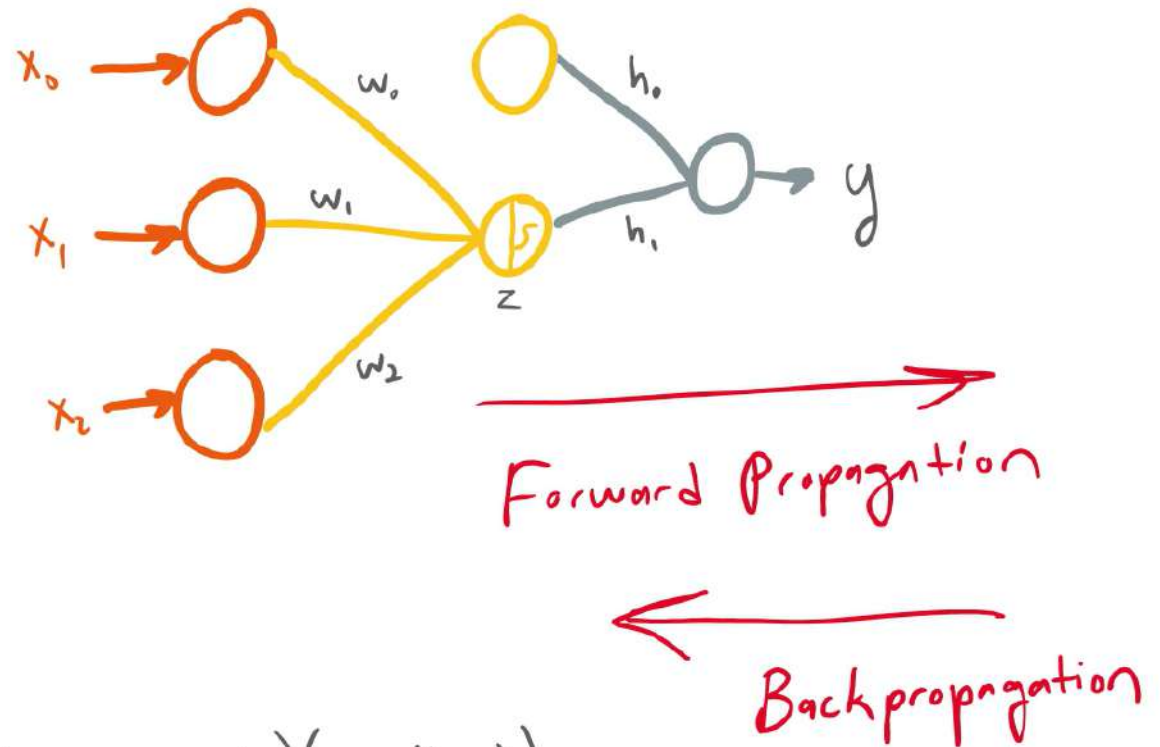 x₀
w₀
h₀
x₁
w₁
y
h₁
z
x₂
w₂
Forward Propagation
Backpropagation